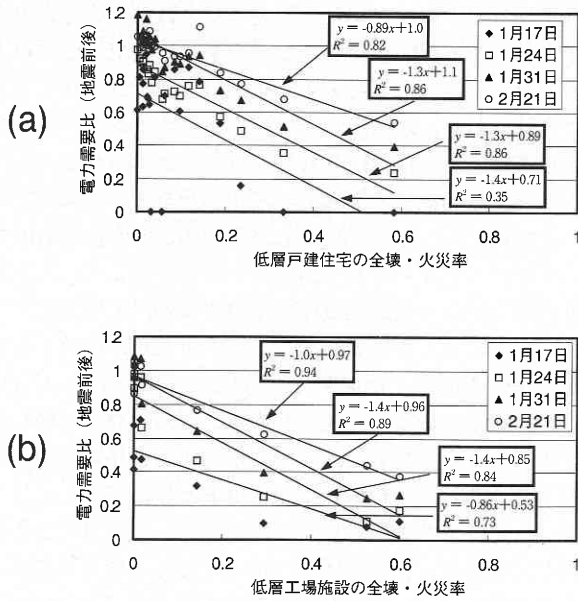 (a)
電力需要比（地震前後）
1.2
1
0.8
0.6
0.4
0.2
0
0
0.2
0.4
0.6
0.8
1
低層戸建住宅の全壊・火災率
y = -0.89x+1.0
R² = 0.82
y = -1.3x+1.1
R² = 0.86
y = -1.3x+0.89
R² = 0.86
y = -1.4x+0.71
R² = 0.35
1月17日
1月24日
1月31日
2月21日
(b)
電力需要比（地震前後）
1.2
1
0.8
0.6
0.4
0.2
0
0
0.2
0.4
0.6
0.8
1
低層工場施設の全壊・火災率
y = -1.0x+0.97
R² = 0.94
y = -1.4x+0.96
R² = 0.89
y = -1.4x+0.85
R² = 0.84
y = -0.86x+0.53
R² = 0.73
1月17日
1月24日
1月31日
2月21日